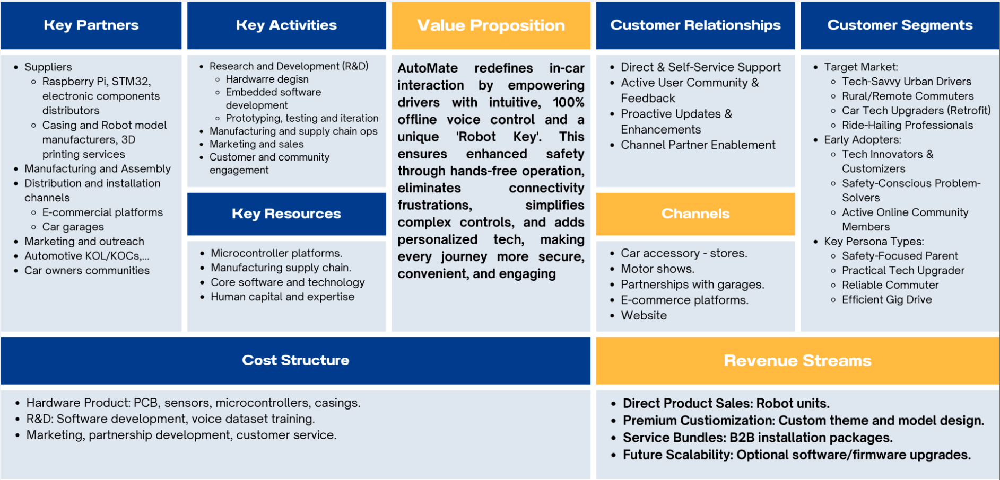 Key Partners
Suppliers
Raspberry Pi, STM32,
electronic components
distributors
Casing and Robot model
manufacturers, 3D
printing services
Manufacturing and Assembly
Distribution and installation
channels
E-commercial platforms
Car garages
Marketing and outreach
Automotive KOL/KOCs,...
Car owners communities
Key Activities
Research and Development (R&D)
Hardwarre degisn
Embedded software
development
Prototyping, testing and iteration
Manufacturing and supply chain ops
Marketing and sales
Customer and community
engagement
Key Resources
Microcontroller platforms.
Manufacturing supply chain.
Core software and technology
Human capital and expertise
Value Proposition
AutoMate redefines in-car
interaction by empowering
drivers with intuitive, 100%
offline voice control and a
unique 'Robot Key'. This
ensures enhanced safety
through hands-free operation,
eliminates connectivity
frustrations, simplifies
complex controls, and adds
personalized tech, making
every journey more secure,
convenient, and engaging
Customer Relationships
Direct & Self-Service Support
Active User Community &
Feedback
Proactive Updates &
Enhancements
Channel Partner Enablement
Channels
Car accessory - stores.
Motor shows.
Partnerships with garages.
E-commerce platforms.
Website
Customer Segments
Target Market:
Tech-Savvy Urban Drivers
Rural/Remote Commuters
Car Tech Upgraders (Retrofit)
Ride-Hailing Professionals
Early Adopters:
Tech Innovators &
Customizers
Safety-Conscious Problem-
Solvers
Active Online Community
Members
Key Persona Types:
Safety-Focused Parent
Practical Tech Upgrader
Reliable Commuter
Efficient Gig Drive
Cost Structure
Hardware Product: PCB, sensors, microcontrollers, casings.
R&D: Software development, voice dataset training.
Marketing, partnership development, customer service.
Revenue Streams
Direct Product Sales: Robot units.
Premium Custiomization: Custom theme and model design.
Service Bundles: B2B installation packages.
Future Scalability: Optional software/firmware upgrades.